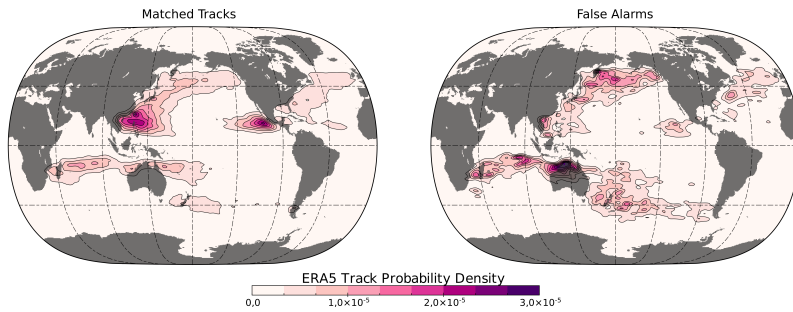 Matched Tracks
False Alarms
ERA5 Track Probability Density
0,0 1,0×10⁻⁵ 2,0×10⁻⁵ 3,0×10⁻⁵